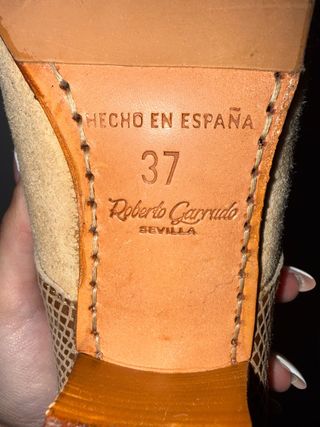 HECHO EN ESPAÑA
37
Roberto Garrudo
SEVILLA